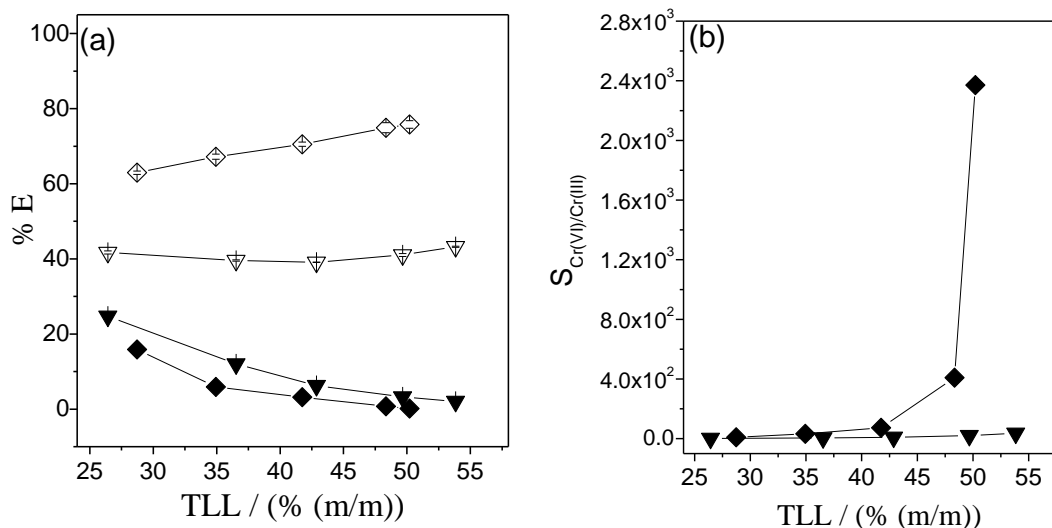 (a)
100
80
60
40
20
0
% E
25 30 35 40 45 50 55
TLL / (% (m/m))
(b)
2.8x10³
2.4x10³
2.0x10³
1.6x10³
1.2x10³
8.0x10²
4.0x10²
0.0
S Cr(VI)/Cr(III)
25 30 35 40 45 50 55
TLL / (% (m/m))